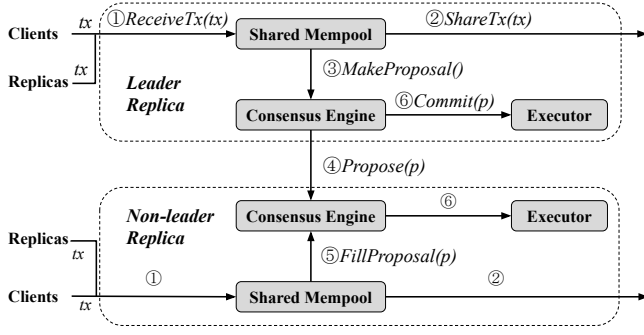 Clients tx ①ReceiveTx(tx) Shared Mempool ②ShareTx(tx)
Replicas tx
Leader
Replica
③MakeProposal()
Consensus Engine ⑥Commit(p) Executor
④Propose(p)
Non-leader
Replica
Consensus Engine ⑥ Executor
Replicas tx
⑤FillProposal(p)
Clients tx ① Shared Mempool ②